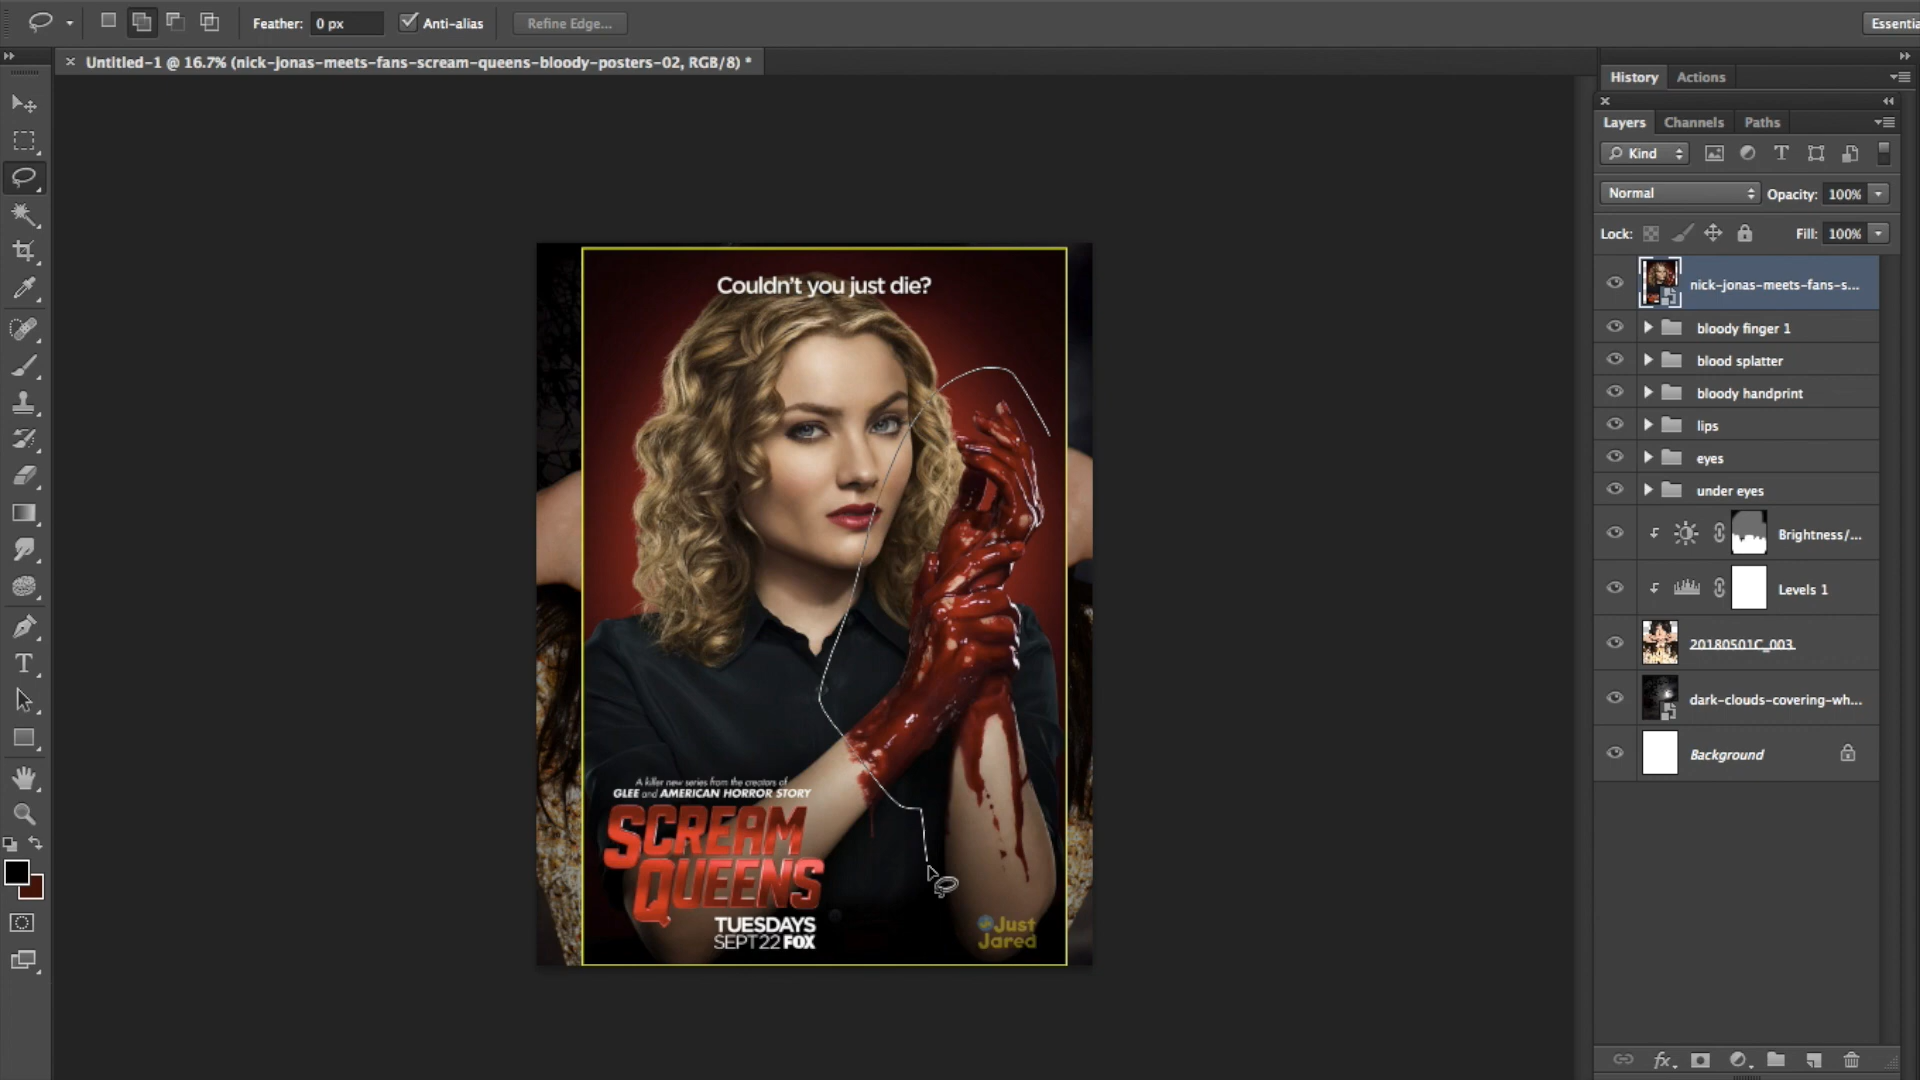 Feather: 0 px Anti-alias Refine Edge... Essentia
× Untitled-1 @ 16.7% (nick-jonas-meets-fans-scream-queens-bloody-posters-02, RGB/8) *
History Actions
Layers Channels Paths
Kind
Normal Opacity: 100%
Lock: Fill: 100%
nick-jonas-meets-fans-s...
bloody finger 1
blood splatter
bloody handprint
lips
eyes
under eyes
Brightness/...
Levels 1
20180501C_003
dark-clouds-covering-wh...
Background
Couldn't you just die?
A killer new series from the creators of
GLEE and AMERICAN HORROR STORY
SCREAM
QUEENS
TUESDAYS
SEPT 22 FOX
Just
Jared